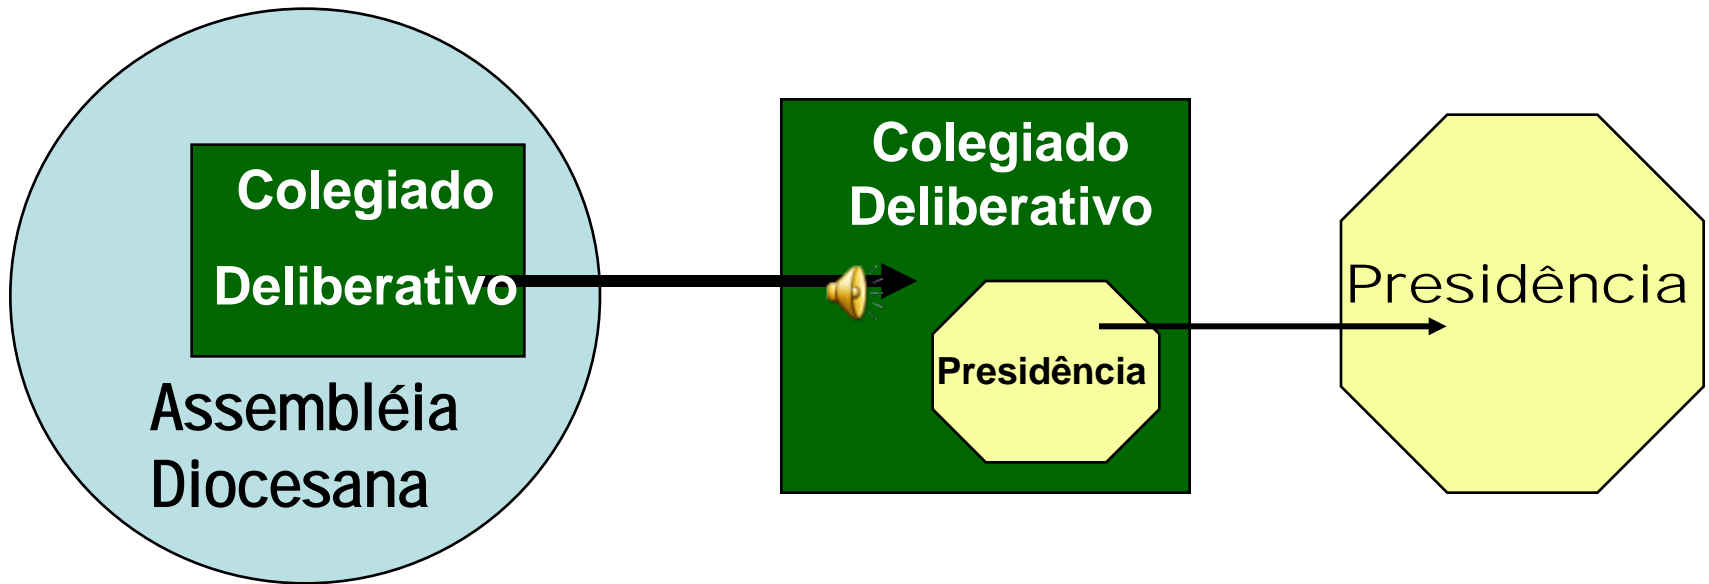 Colegiado
Deliberativo
Assembléia
Diocesana
Colegiado
Deliberativo
Presidência
Presidência